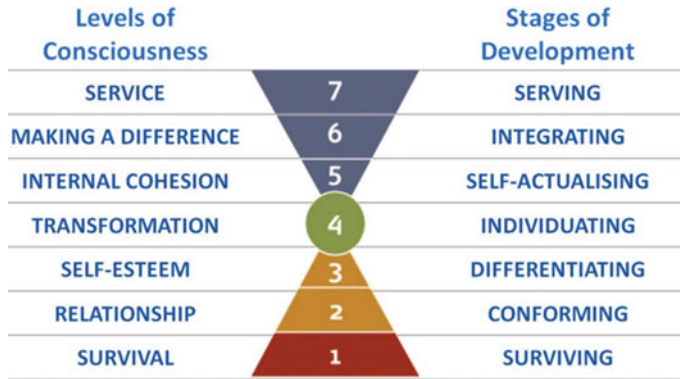 Levels of Consciousness
Stages of Development
SERVICE 7 SERVING
MAKING A DIFFERENCE 6 INTEGRATING
INTERNAL COHESION 5 SELF-ACTUALISING
TRANSFORMATION 4 INDIVIDUATING
SELF-ESTEEM 3 DIFFERENTIATING
RELATIONSHIP 2 CONFORMING
SURVIVAL 1 SURVIVING